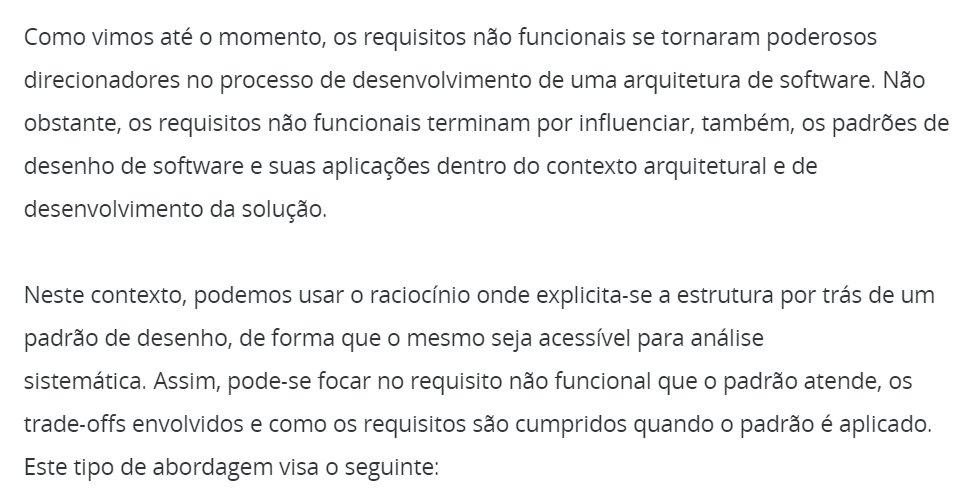 Como vimos até o momento, os requisitos não funcionais se tornaram poderosos
direcionadores no processo de desenvolvimento de uma arquitetura de software. Não
obstante, os requisitos não funcionais terminam por influenciar, também, os padrões de
desenho de software e suas aplicações dentro do contexto arquitetural e de
desenvolvimento da solução.
Neste contexto, podemos usar o raciocínio onde explicita-se a estrutura por trás de um
padrão de desenho, de forma que o mesmo seja acessível para análise
sistemática. Assim, pode-se focar no requisito não funcional que o padrão atende, os
trade-offs envolvidos e como os requisitos são cumpridos quando o padrão é aplicado.
Este tipo de abordagem visa o seguinte: